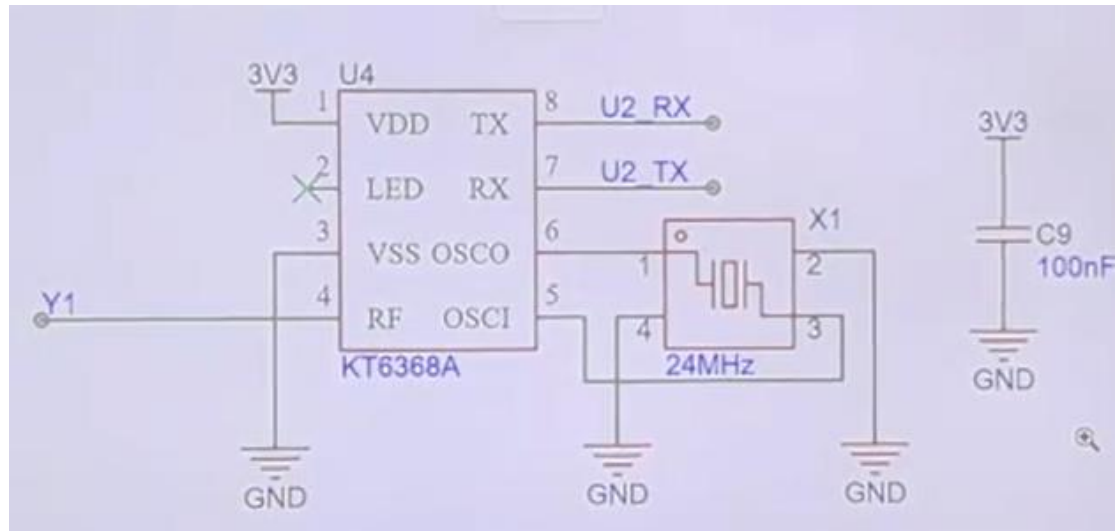 3V3 U4
1 VDD TX 8 U2_RX
2 LED RX 7 U2_TX
3 VSS OSCO 6
4 RF OSCI 5
Y1
KT6368A
X1
1 2
4 3
24MHz
3V3
C9
100nF
GND
GND
GND
GND